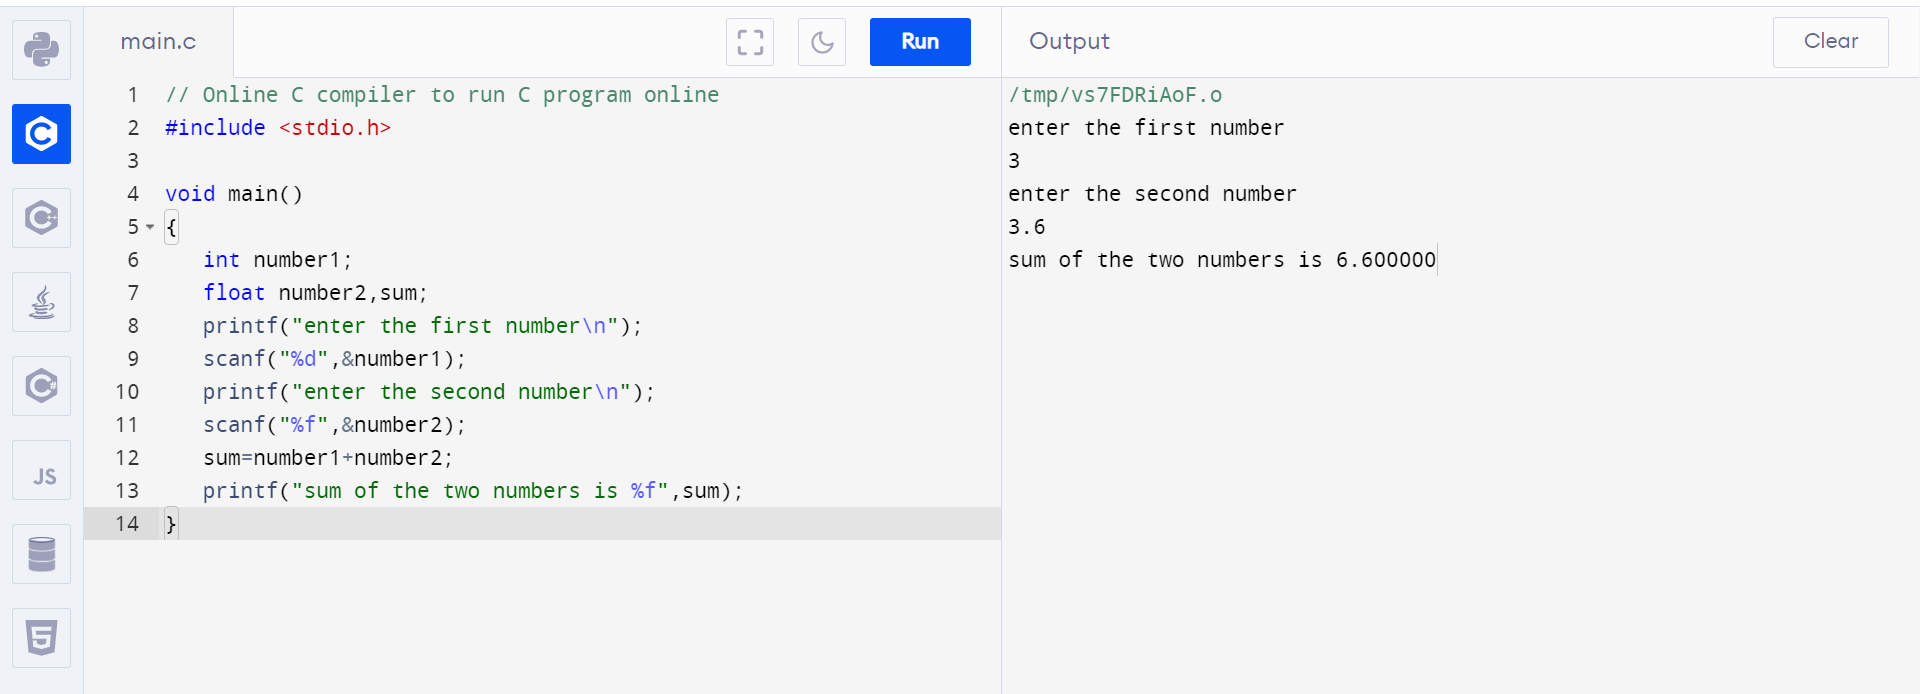 main.c
Run
1 // Online C compiler to run C program online
2 #include <stdio.h>
3
4 void main()
5 {
6 int number1;
7 float number2,sum;
8 printf("enter the first number\n");
9 scanf("%d",&number1);
10 printf("enter the second number\n");
11 scanf("%f",&number2);
12 sum=number1+number2;
13 printf("sum of the two numbers is %f",sum);
14 }
Output
Clear
/tmp/vs7FDRiAoF.o
enter the first number
3
enter the second number
3.6
sum of the two numbers is 6.600000
C
C++
C#
JS
5